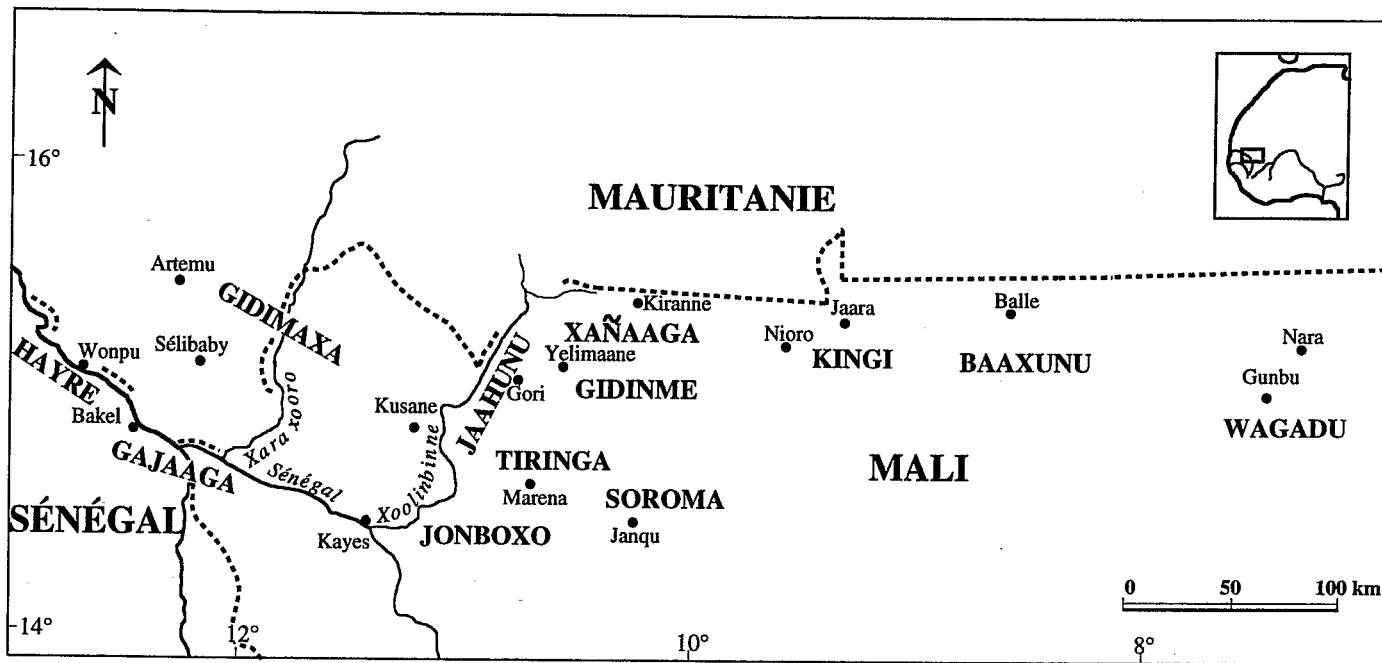 N
16°
MAURITANIE
Artemu
GIDIMAXA
Kiranne
Jaara
Balle
XAÑAAGA
Nioro
Nara
Wonpu
Sélibaby
HAYRE
Yelimaane
KINGI
BAAXUNU
JAAHUNU
Gori
GIDINME
Gunbu
Bakel
Kusane
WAGADU
GAJAAGA
Xara xooro
Xoolinbinne
TIRINGA
MALI
Sénégal
Marena
SOROMA
SÉNÉGAL
Kayes
JONBOXO
Janqu
0 50 100 km
14°
12°
10°
8°